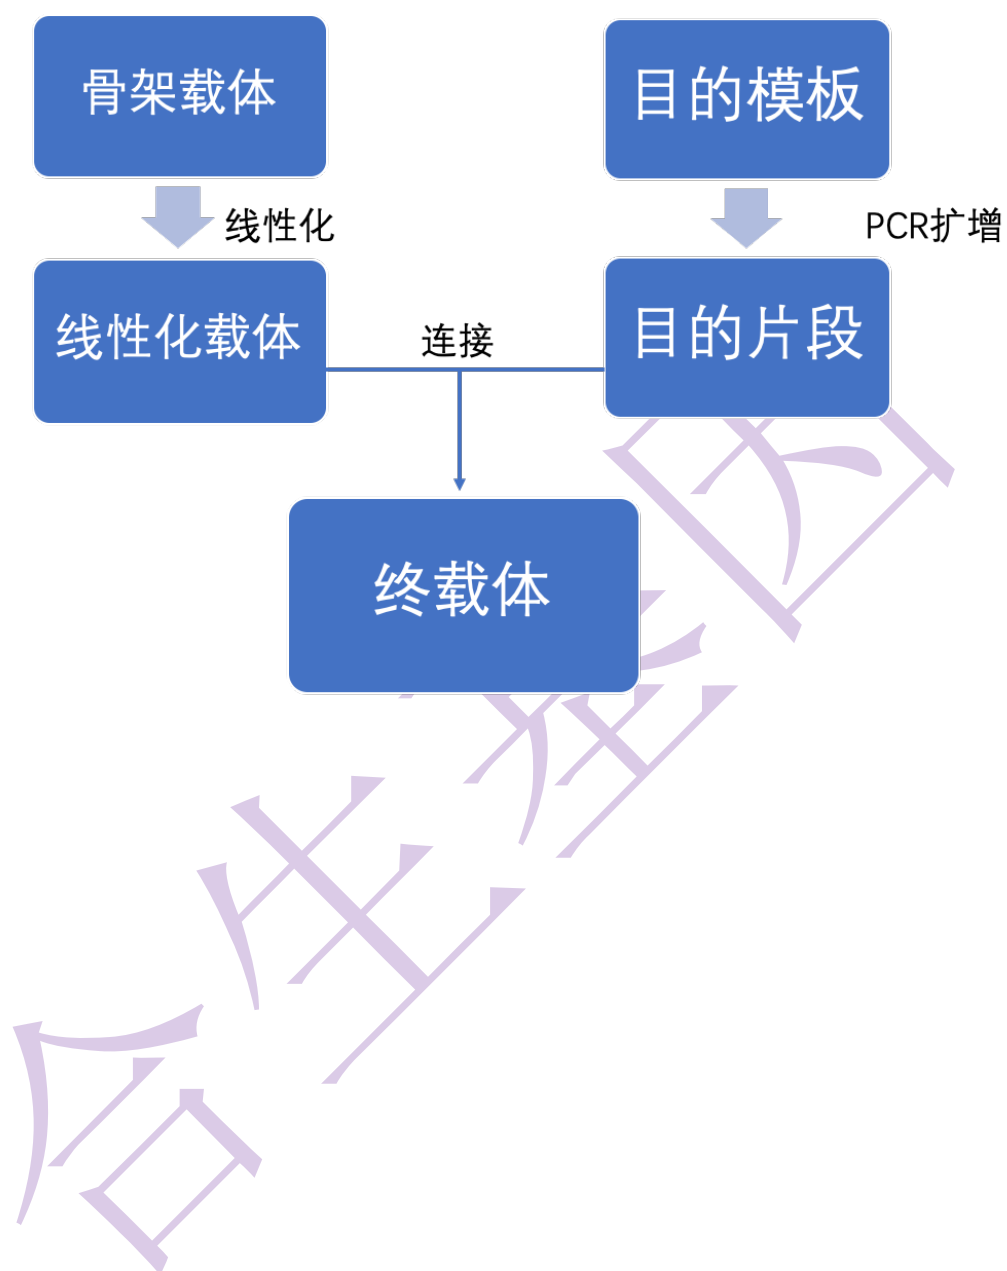 骨架载体
目的模板
线性化
PCR扩增
线性化载体
目的片段
连接
终载体
合生基因